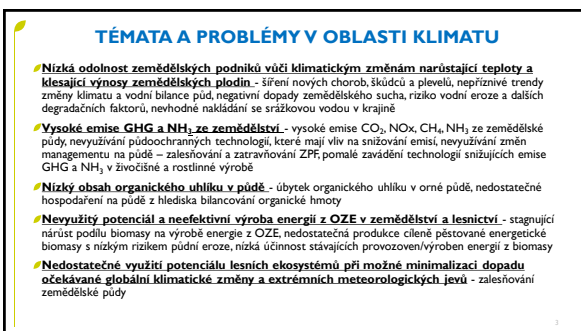 TÉMATA A PROBLÉMY V OBLASTI KLIMATU
Nízká odolnost zemědělských podniků vůči klimatickým změnám narůstající teploty a
klesající výnosy zemědělských plodin - šíření nových chorob, škůdců a plevelů, nepříznivé trendy
změny klimatu a vodní bilance půd, negativní dopady zemědělského sucha, riziko vodní eroze a dalších
degradačních faktorů, nevhodné nakládání se srážkovou vodou v krajině
Vysoké emise GHG a NH₃ ze zemědělství - vysoké emise CO₂, NOx, CH₄, NH₃ ze zemědělské
půdy, nevyužívání půdoochranných technologií, které mají vliv na snižování emisí, nevyužívání změn
managementu na půdě – zalesňování a zatravňování ZPF, pomalé zavádění technologií snižujících emise
GHG a NH₃ v živočišné a rostlinné výrobě
Nízký obsah organického uhlíku v půdě - úbytek organického uhlíku v orné půdě, nedostatečné
hospodaření na půdě z hlediska bilancování organické hmoty
Nevyužitý potenciál a neefektivní výroba energií z OZE v zemědělství a lesnictví - stagnující
nárůst podílu biomasy na výrobě energie z OZE, nedostatečná produkce cíleně pěstované energetické
biomasy s nízkým rizikem půdní eroze, nízká účinnost stávajících provozoven/výroben energií z biomasy
Nedostatečné využití potenciálu lesních ekosystémů při možné minimalizaci dopadu
očekávané globální klimatické změny a extrémních meteorologických jevů - zalesňování
zemědělské půdy
3